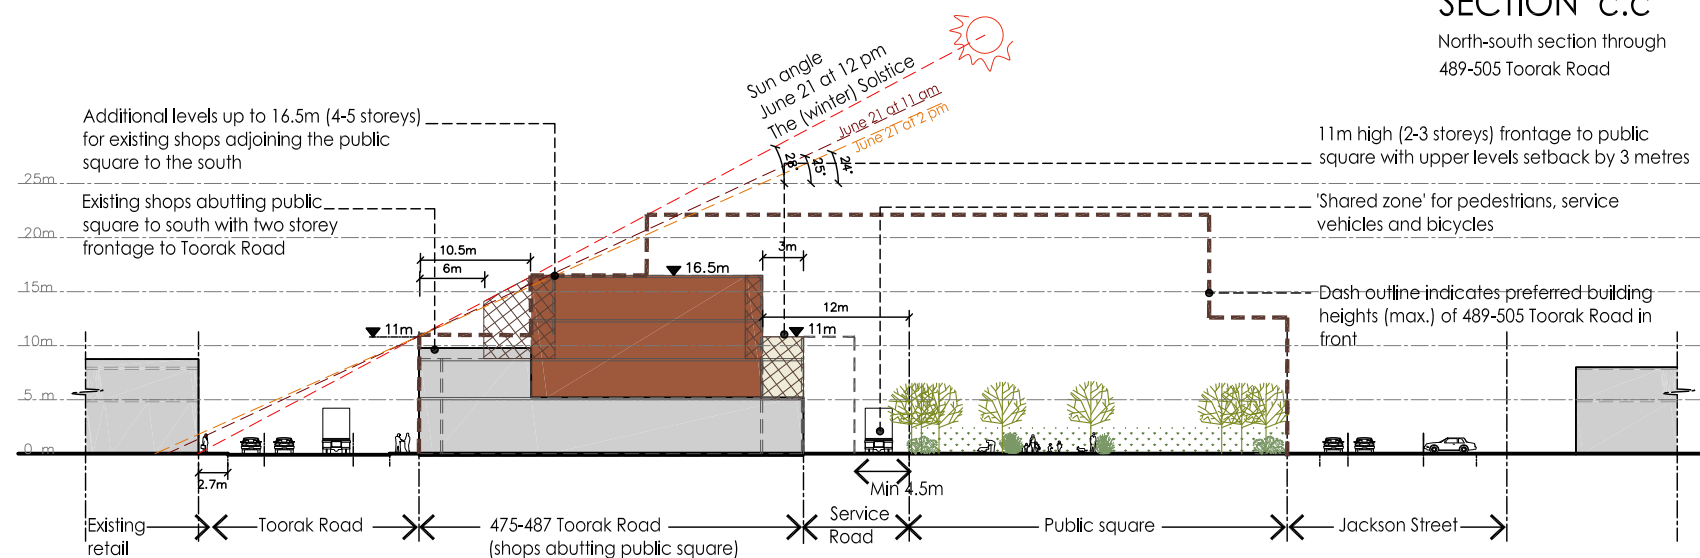 SECTION C.C
North-south section through
489-505 Toorak Road
Sun angle
June 21 at 12 pm
The (winter) Solstice
June 21 at 11 am
June 21 at 2 pm
28°
25°
24°
Additional levels up to 16.5m (4-5 storeys)
for existing shops adjoining the public
square to the south
Existing shops abutting public
square to south with two storey
frontage to Toorak Road
11m high (2-3 storeys) frontage to public
square with upper levels setback by 3 metres
'Shared zone' for pedestrians, service
vehicles and bicycles
Dash outline indicates preferred building
heights (max.) of 489-505 Toorak Road in
front
25m
20m
15m
10m
5 m
0 m
10.5m
6m
3m
16.5m
12m
11m
11m
2.7m
Min 4.5m
Existing
retail
Toorak Road
475-487 Toorak Road
(shops abutting public square)
Service
Road
Public square
Jackson Street